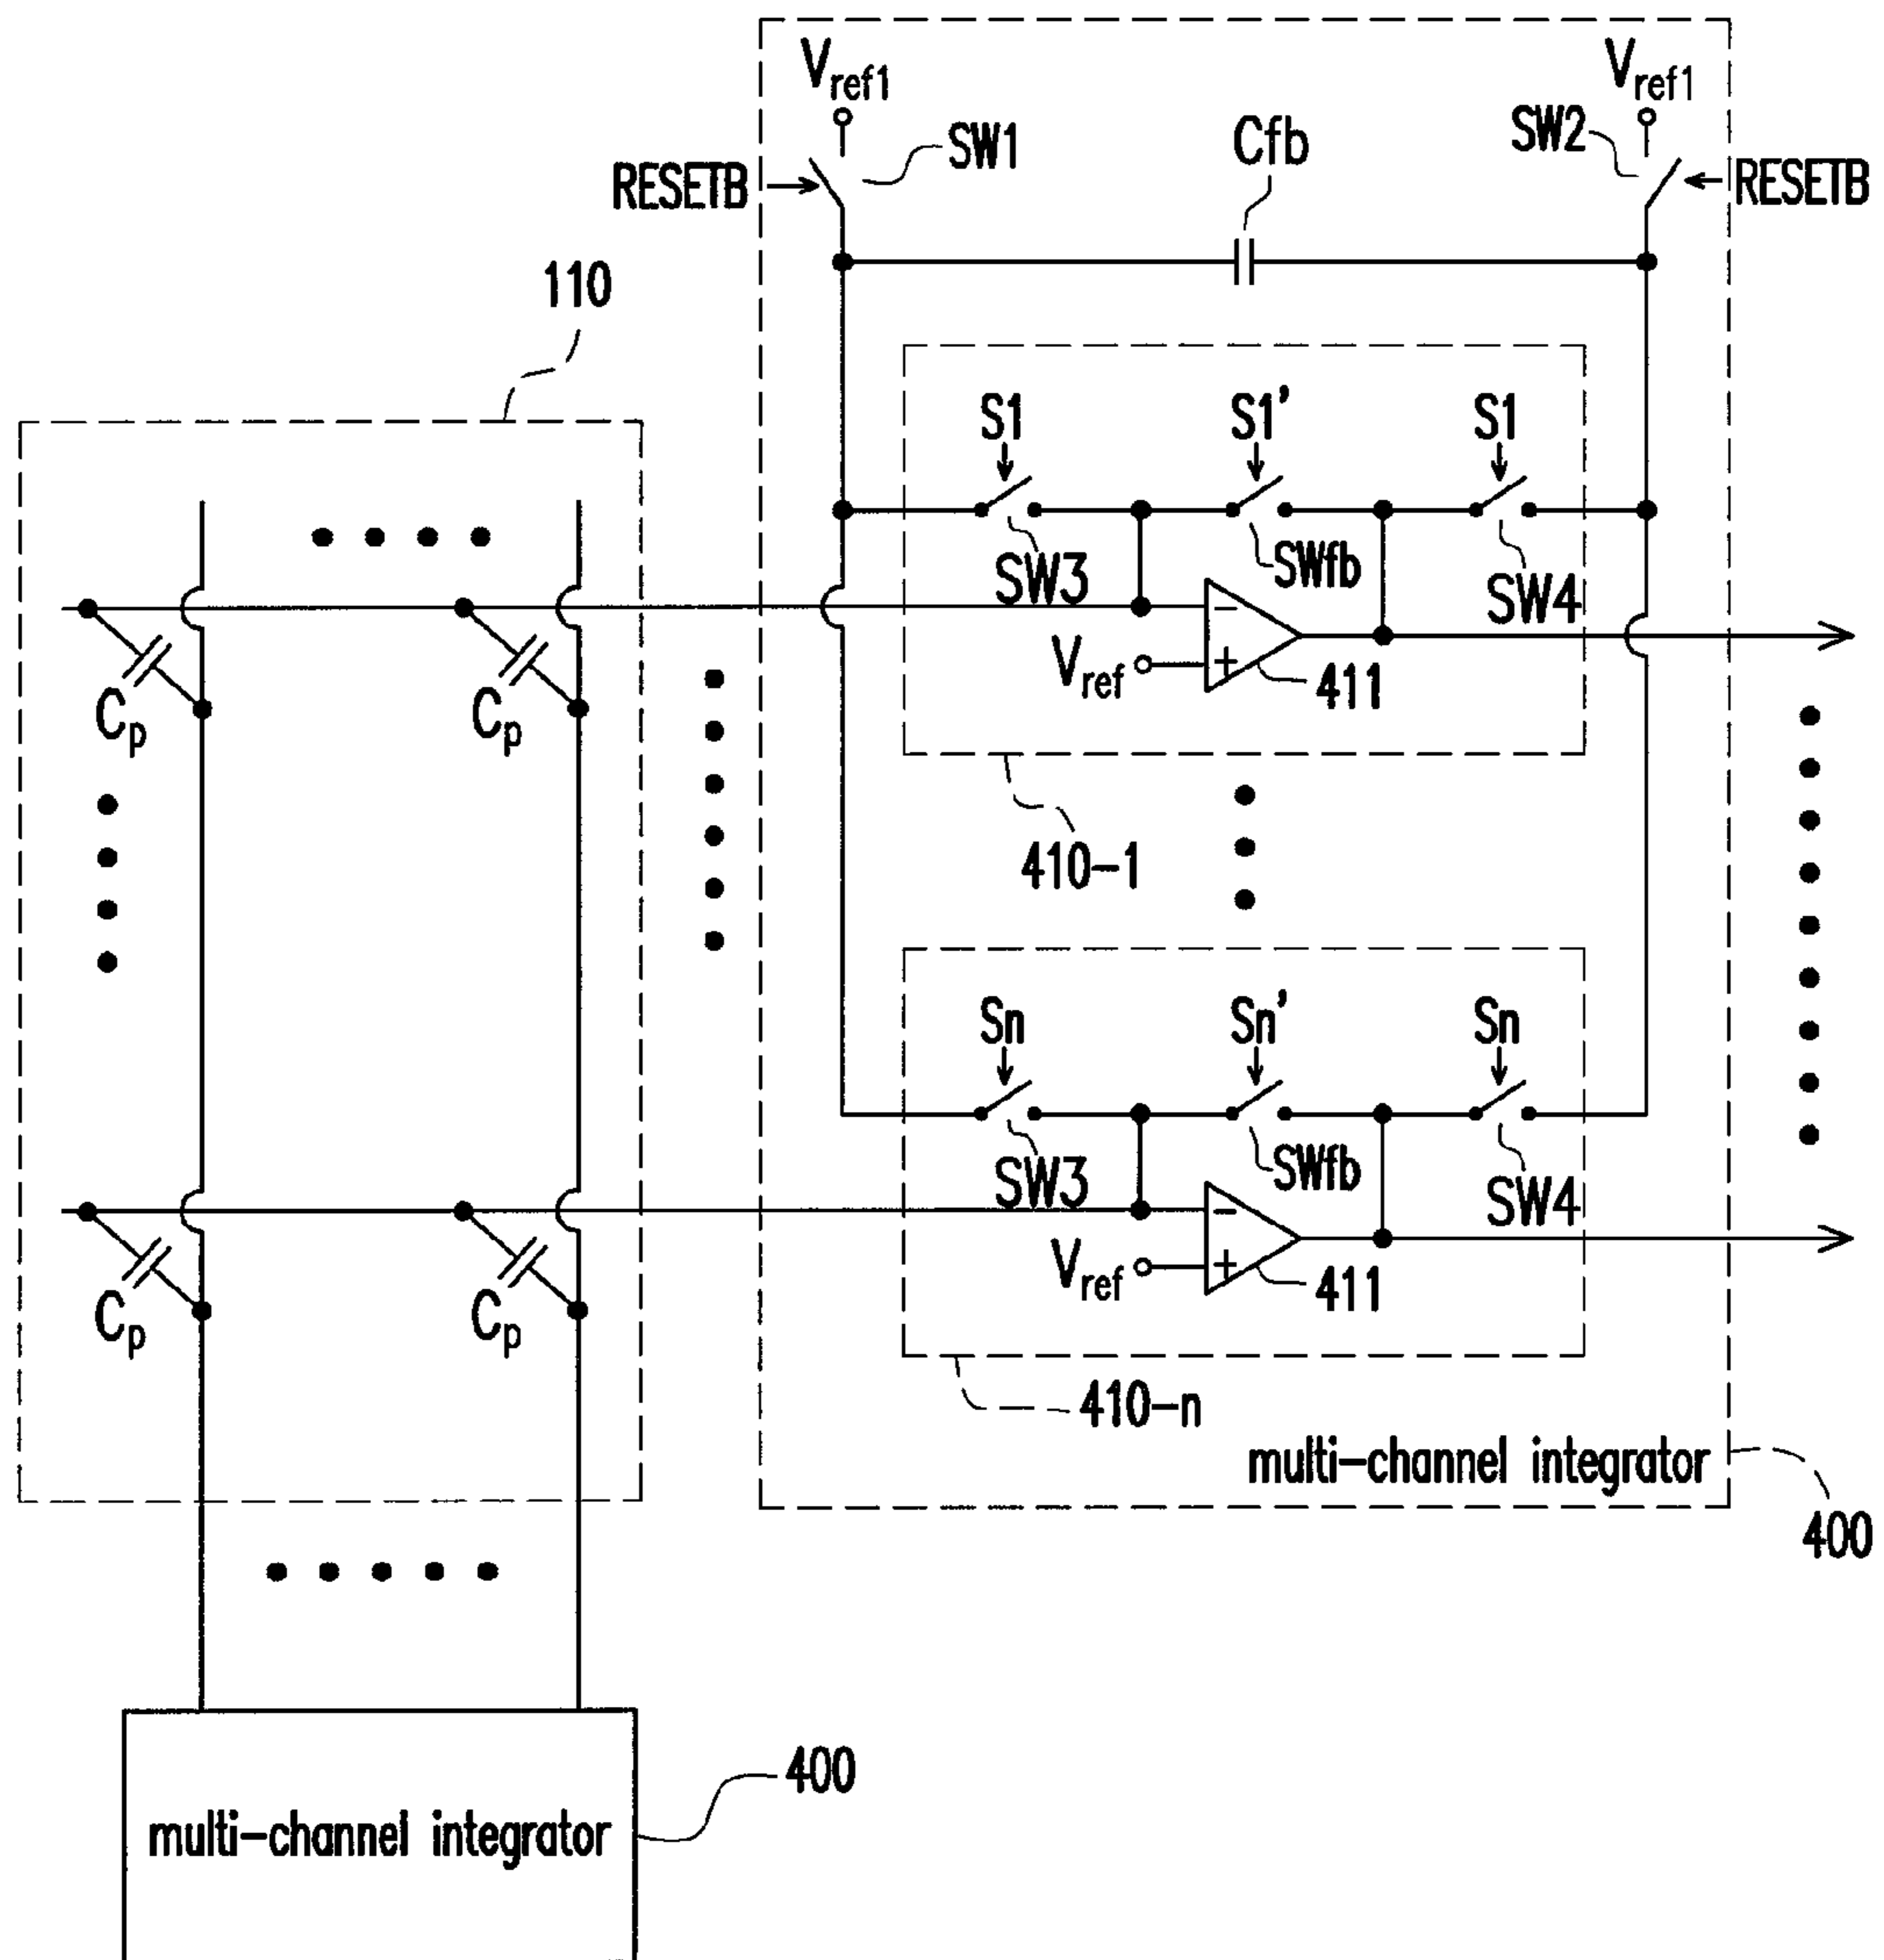 Vref1 Vref1
SW1 Cfb SW2
RESETB RESETB
110
S1 S1' S1
SW3 SWfb SW4
Vref 411
Cp Cp
410-1
Sn Sn' Sn
SW3 SWfb SW4
Vref 411
Cp Cp
410-n
multi-channel integrator
400
400
multi-channel integrator